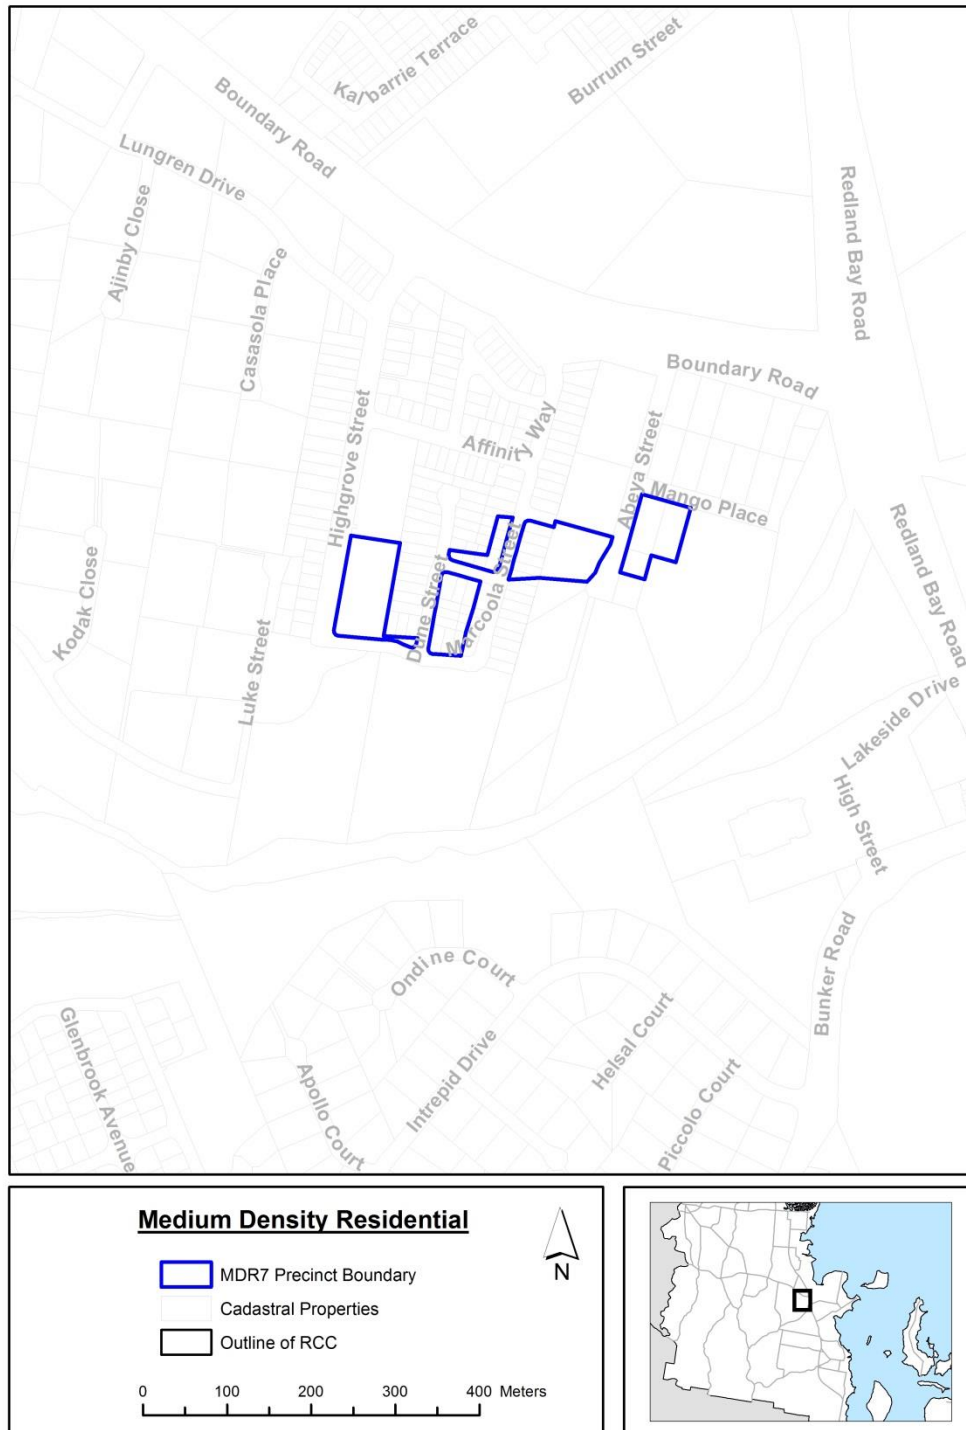 Kalbarrie Terrace
Burrum Street
Boundary Road
Lungren Drive
Redland Bay Road
Ajinby Close
Casasola Place
Boundary Road
Highgrove Street
Affinity Way
Abeya Street
Mango Place
Redland Bay Road
Kodak Close
Dune Street
Marcoola Street
Luke Street
Lakeside Drive
High Street
Bunker Road
Ondine Court
Glenbrook Avenue
Apollo Court
Intrepid Drive
Helsal Court
Piccolo Court
Medium Density Residential
MDR7 Precinct Boundary
Cadastral Properties
Outline of RCC
N
0 100 200 300 400 Meters